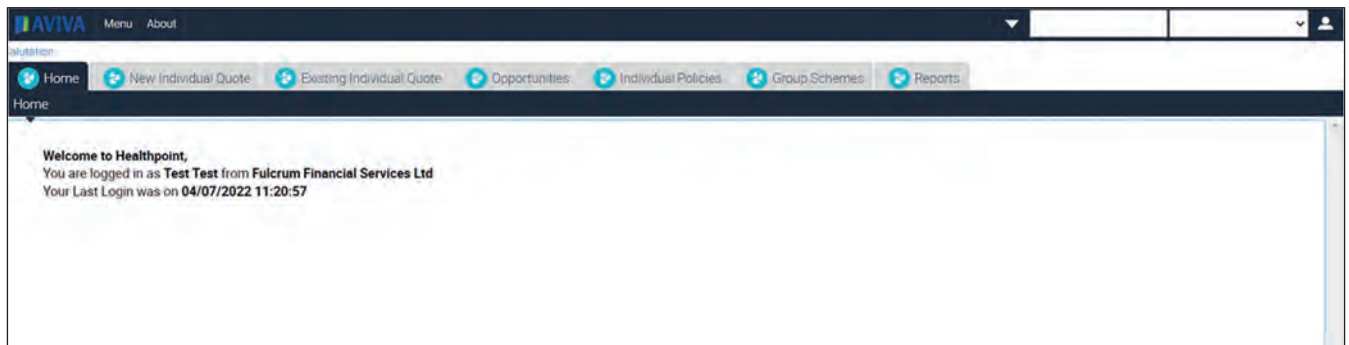 AVIVA Menu About
alutation
Home New Individual Quote Existing Individual Quote Opportunities Individual Policies Group Schemes Reports
Home
Welcome to Healthpoint,
You are logged in as Test Test from Fulcrum Financial Services Ltd
Your Last Login was on 04/07/2022 11:20:57